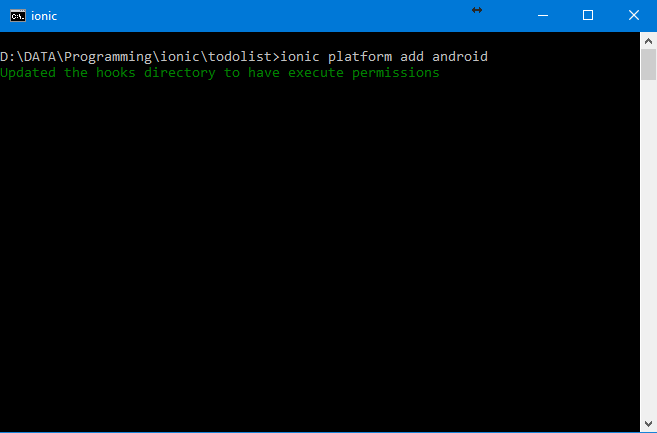 ionic
D:\DATA\Programming\ionic\todolist>ionic platform add android
Updated the hooks directory to have execute permissions